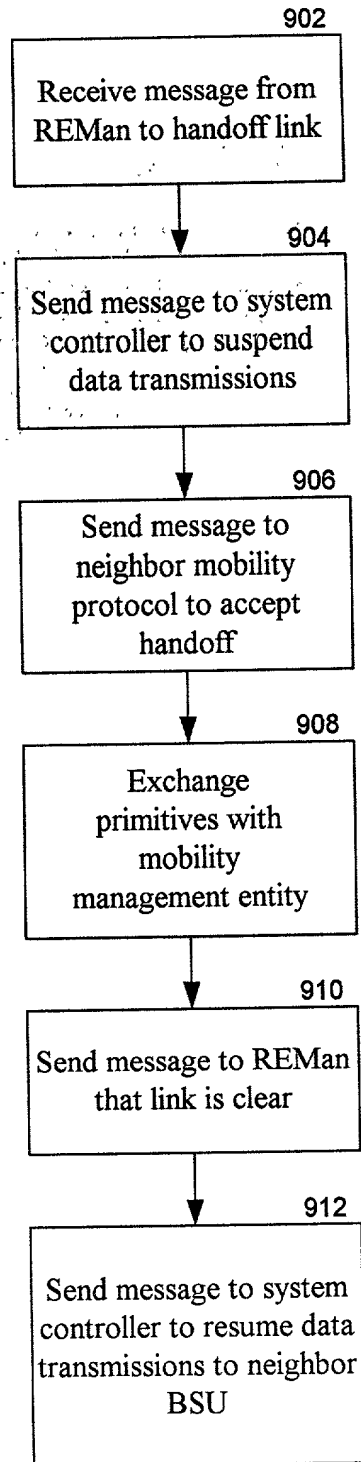 902
Receive message from
REMan to handoff link
904
Send message to system
controller to suspend
data transmissions
906
Send message to
neighbor mobility
protocol to accept
handoff
908
Exchange
primitives with
mobility
management entity
910
Send message to REMan
that link is clear
912
Send message to system
controller to resume data
transmissions to neighbor
BSU